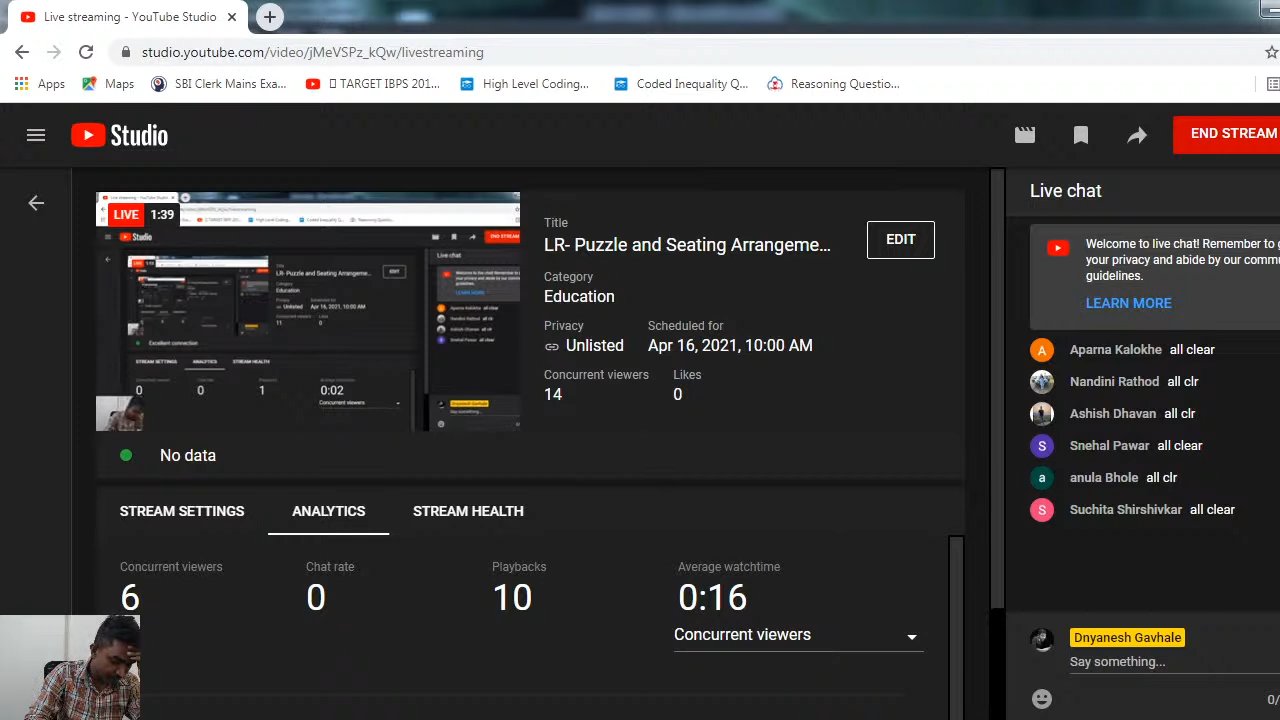 Live streaming - YouTube Studio
studio.youtube.com/video/jMeVSPz_kQw/livestreaming
Apps
Maps
SBI Clerk Mains Exa...
TARGET IBPS 201...
High Level Coding...
Coded Inequality Q...
Reasoning Questio...
Studio
END STREAM
LIVE 1:39
Title
LR- Puzzle and Seating Arrangeme...
EDIT
Category
Education
Privacy
Unlisted
Scheduled for
Apr 16, 2021, 10:00 AM
Concurrent viewers
14
Likes
0
No data
STREAM SETTINGS
ANALYTICS
STREAM HEALTH
Concurrent viewers
6
Chat rate
0
Playbacks
10
Average watchtime
0:16
Concurrent viewers
Live chat
Welcome to live chat! Remember to
your privacy and abide by our
guidelines.
LEARN MORE
A Aparna Kalokhe all clear
Nandini Rathod all clr
Ashish Dhavan all clr
S Snehal Pawar all clear
a anula Bhole all clr
S Suchita Shirshivkar all clear
Dnyanesh Gavhale
Say something...
0/